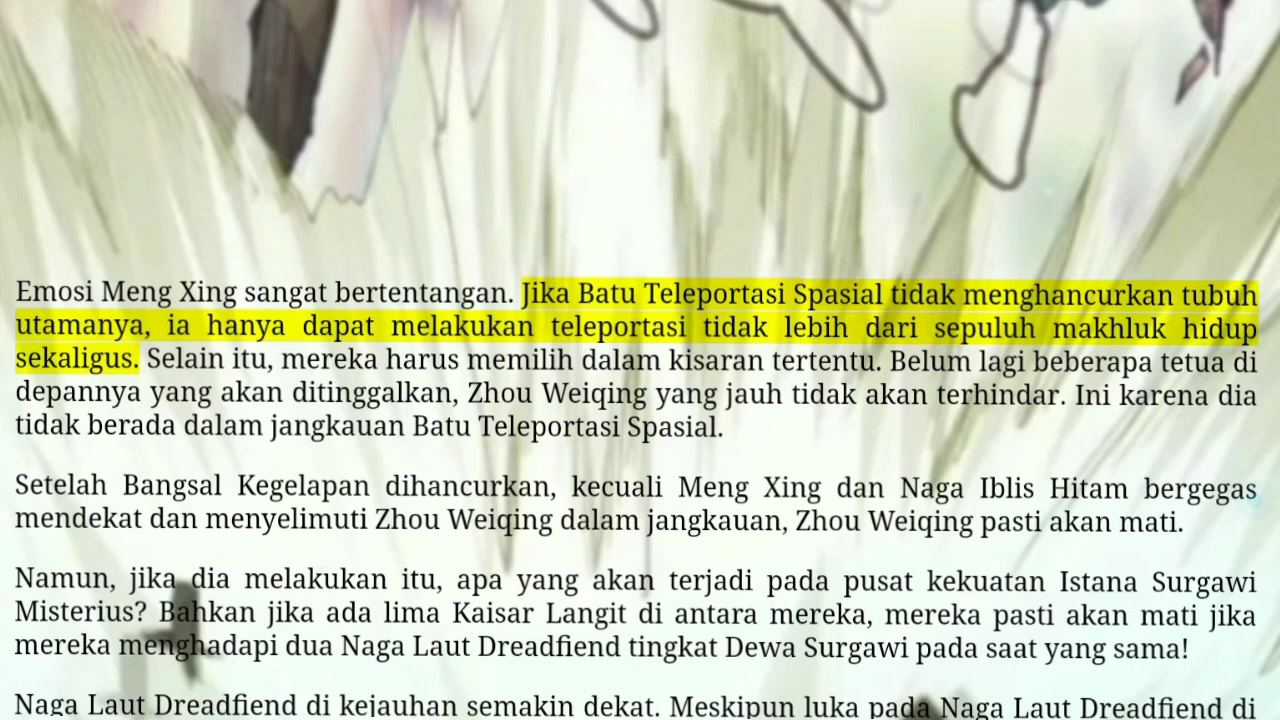 Emosi Meng Xing sangat bertentangan. Jika Batu Teleportasi Spasial tidak menghancurkan tubuh
utamanya, ia hanya dapat melakukan teleportasi tidak lebih dari sepuluh makhluk hidup
sekaligus. Selain itu, mereka harus memilih dalam kisaran tertentu. Belum lagi beberapa tetua di
depannya yang akan ditinggalkan, Zhou Weiqing yang jauh tidak akan terhindar. Ini karena dia
tidak berada dalam jangkauan Batu Teleportasi Spasial.
Setelah Bangsal Kegelapan dihancurkan, kecuali Meng Xing dan Naga Iblis Hitam bergegas
mendekat dan menyelimuti Zhou Weiqing dalam jangkauan, Zhou Weiqing pasti akan mati.
Namun, jika dia melakukan itu, apa yang akan terjadi pada pusat kekuatan Istana Surgawi
Misterius? Bahkan jika ada lima Kaisar Langit di antara mereka, mereka pasti akan mati jika
mereka menghadapi dua Naga Laut Dreadfiend tingkat Dewa Surgawi pada saat yang sama!
Naga Laut Dreadfiend di kejauhan semakin dekat. Meskipun luka pada Naga Laut Dreadfiend di